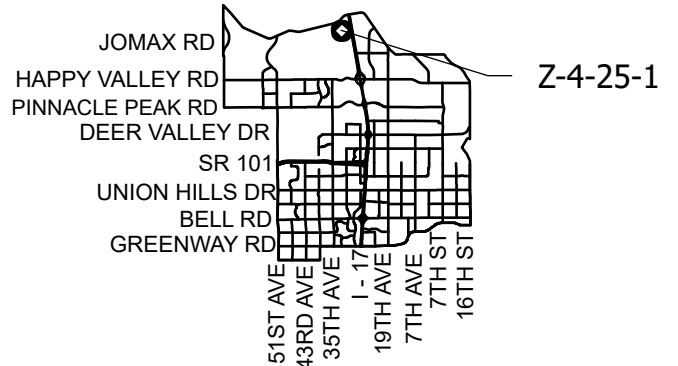 JOMAX RD
Z-4-25-1
HAPPY VALLEY RD
PINNACLE PEAK RD
DEER VALLEY DR
SR 101
UNION HILLS DR
BELL RD
GREENWAY RD
51ST AVE
43RD AVE
35TH AVE
I - 17
19TH AVE
7TH AVE
7TH ST
16TH ST